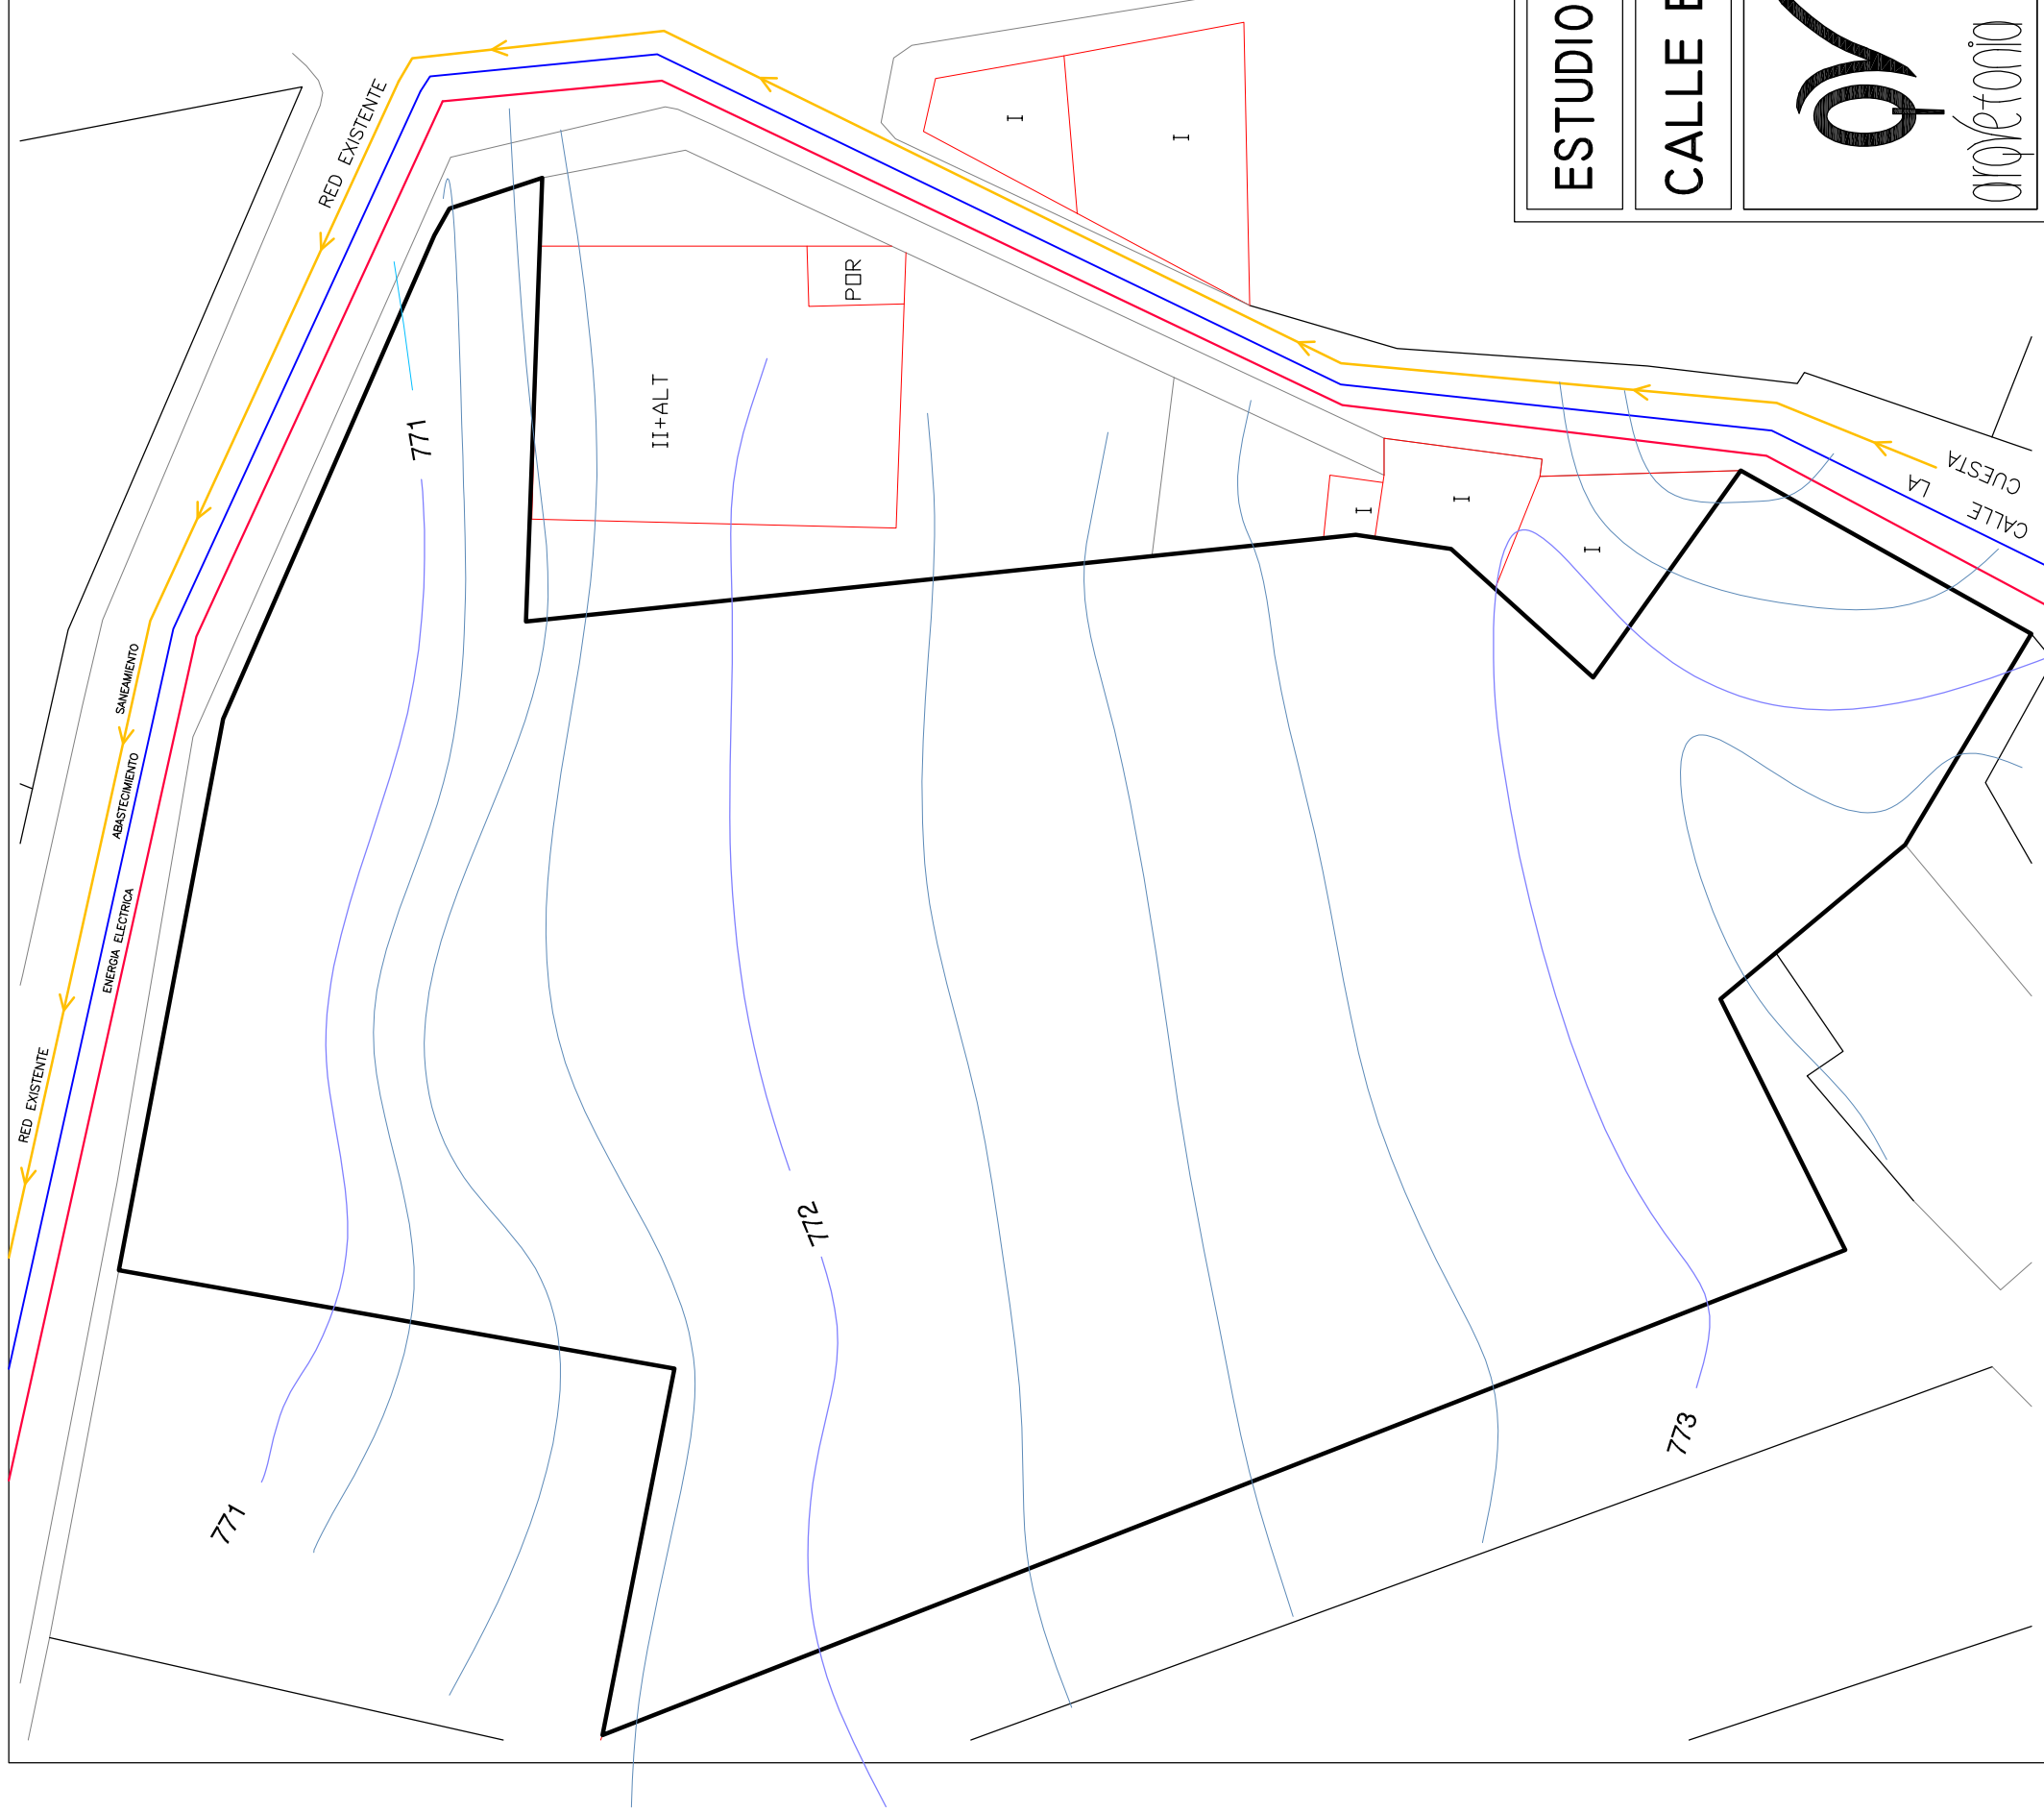 ESTUDIO
CALLE
RED EXISTENTE
I
I
POR
II+ALT
771
I
I
I
CALLE LA CUESTA
SANEAMIENTO
ABASTECIMIENTO
ENERGIA ELECTRICA
RED EXISTENTE
772
773
771